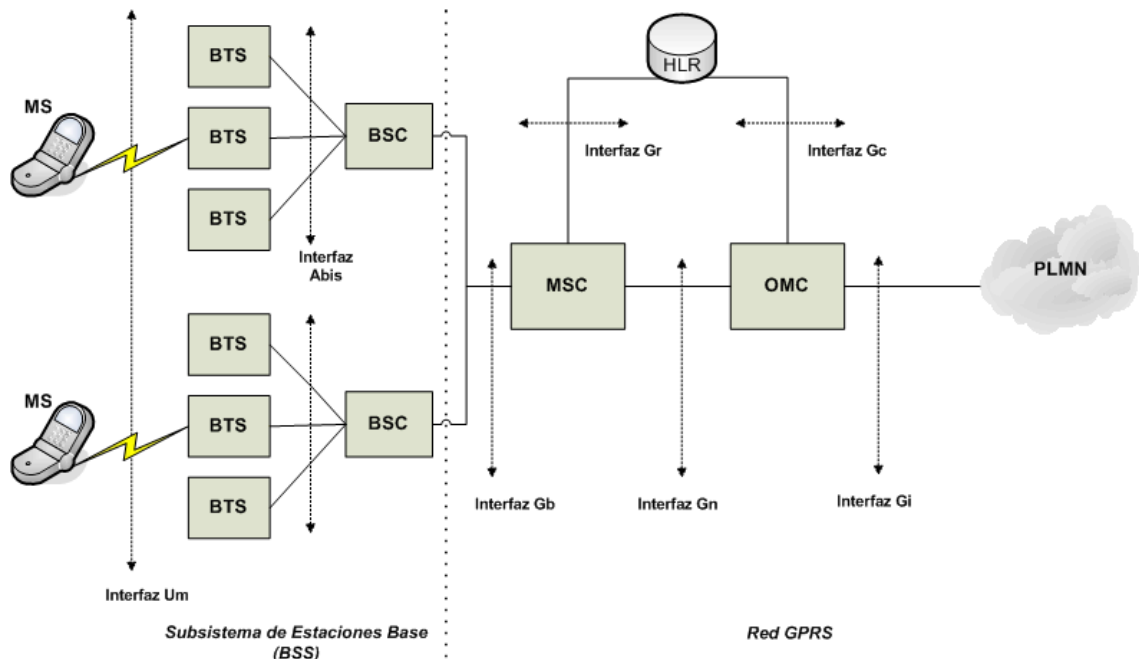 MS
BTS
BTS
BTS
BSC
Interfaz
Abis
HLR
Interfaz Gr
Interfaz Gc
MSC
OMC
PLMN
MS
BTS
BTS
BTS
BSC
Interfaz Gb
Interfaz Gn
Interfaz Gi
Interfaz Um
Subsistema de Estaciones Base
(BSS)
Red GPRS